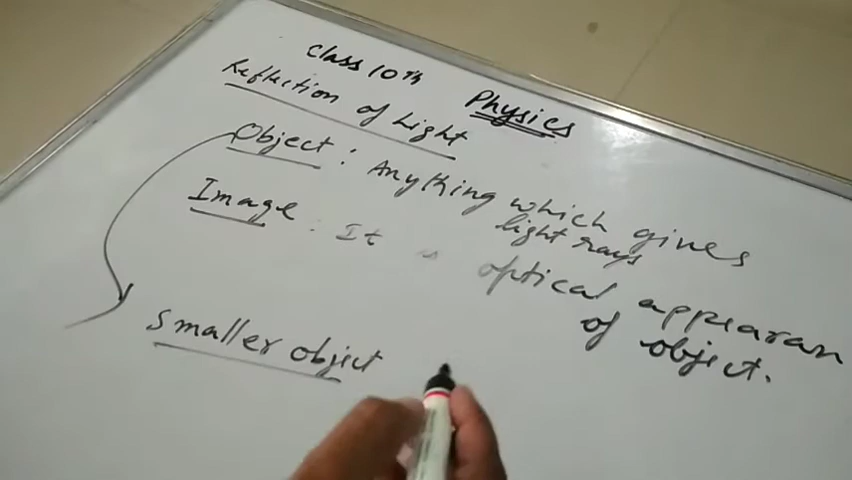 Class 10th
Physics
Reflection of Light
Object : Anything which gives
light rays
Image : It is optical appearan
of object.
Smaller object